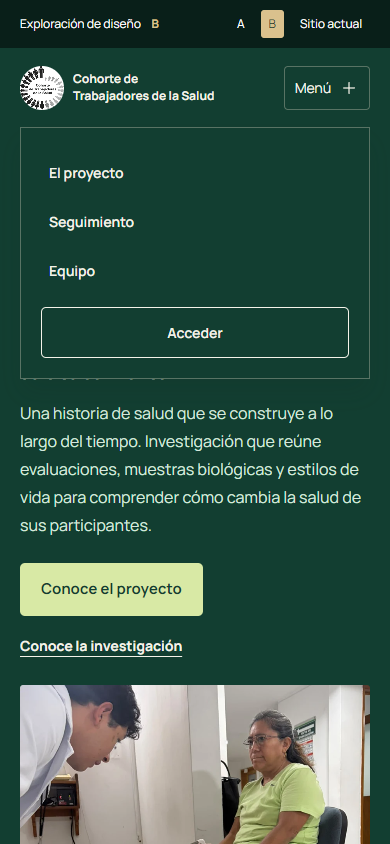 Exploración de diseño B
A B Sitio actual
Cohorte de
Trabajadores de la Salud
Menú
El proyecto
Seguimiento
Equipo
Acceder
Una historia de salud que se construye a lo
largo del tiempo. Investigación que reúne
evaluaciones, muestras biológicas y estilos de
vida para comprender cómo cambia la salud de
sus participantes.
Conoce el proyecto
Conoce la investigación